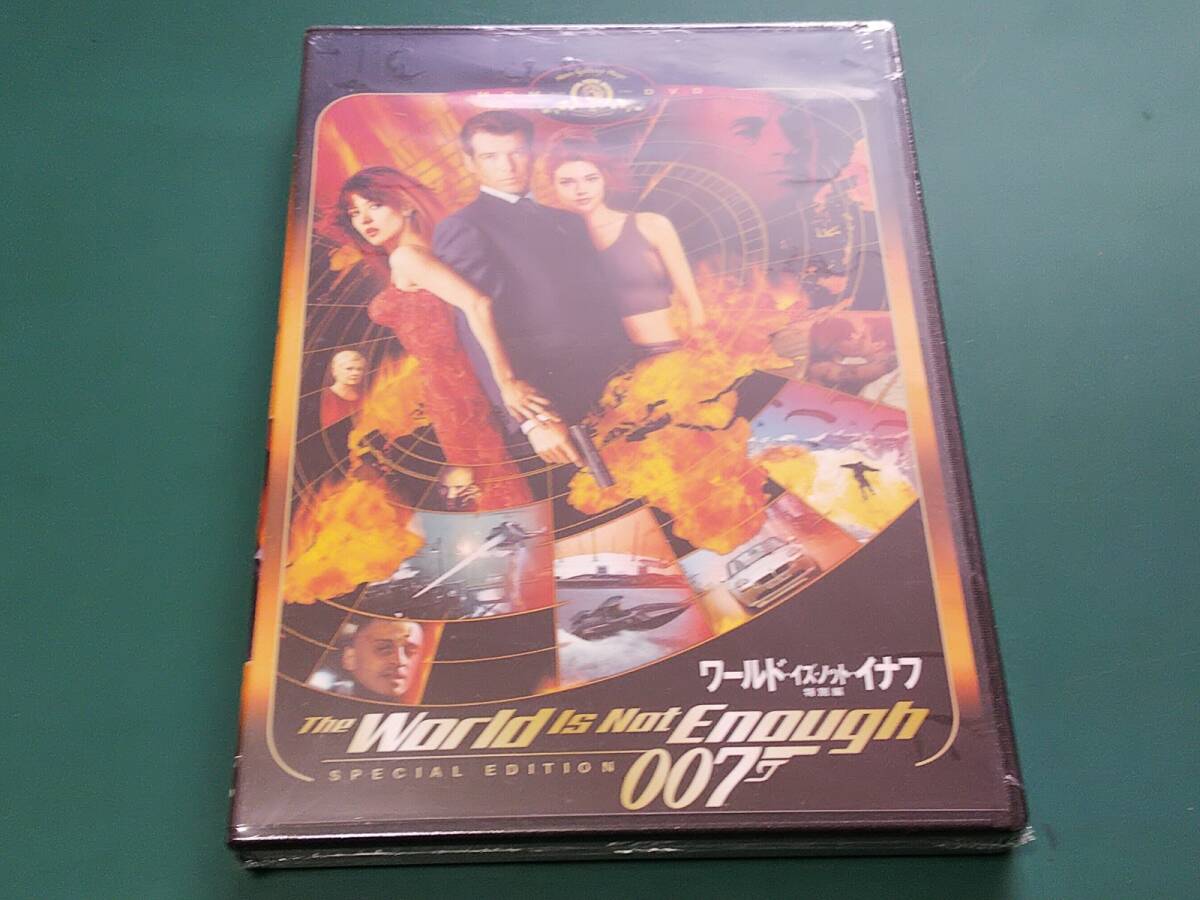 DVD
ワールド・イズ・ノット・イナフ
特別編
The World Is Not Enough
SPECIAL EDITION
007